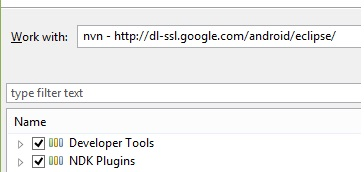 Work with: nvn - http://dl-ssl.google.com/android/eclipse/
type filter text
Name
Developer Tools
NDK Plugins